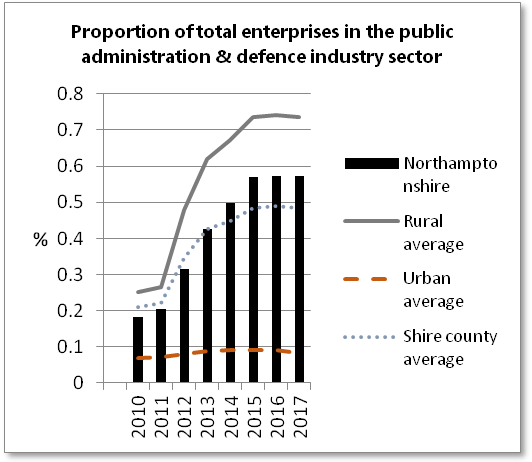 Proportion of total enterprises in the public
administration & defence industry sector
0.8
0.7
0.6
0.5
0.4
0.3
0.2
0.1
0
%
2010
2011
2012
2013
2014
2015
2016
2017
Northampto
nshire
Rural
average
Urban
average
Shire county
average